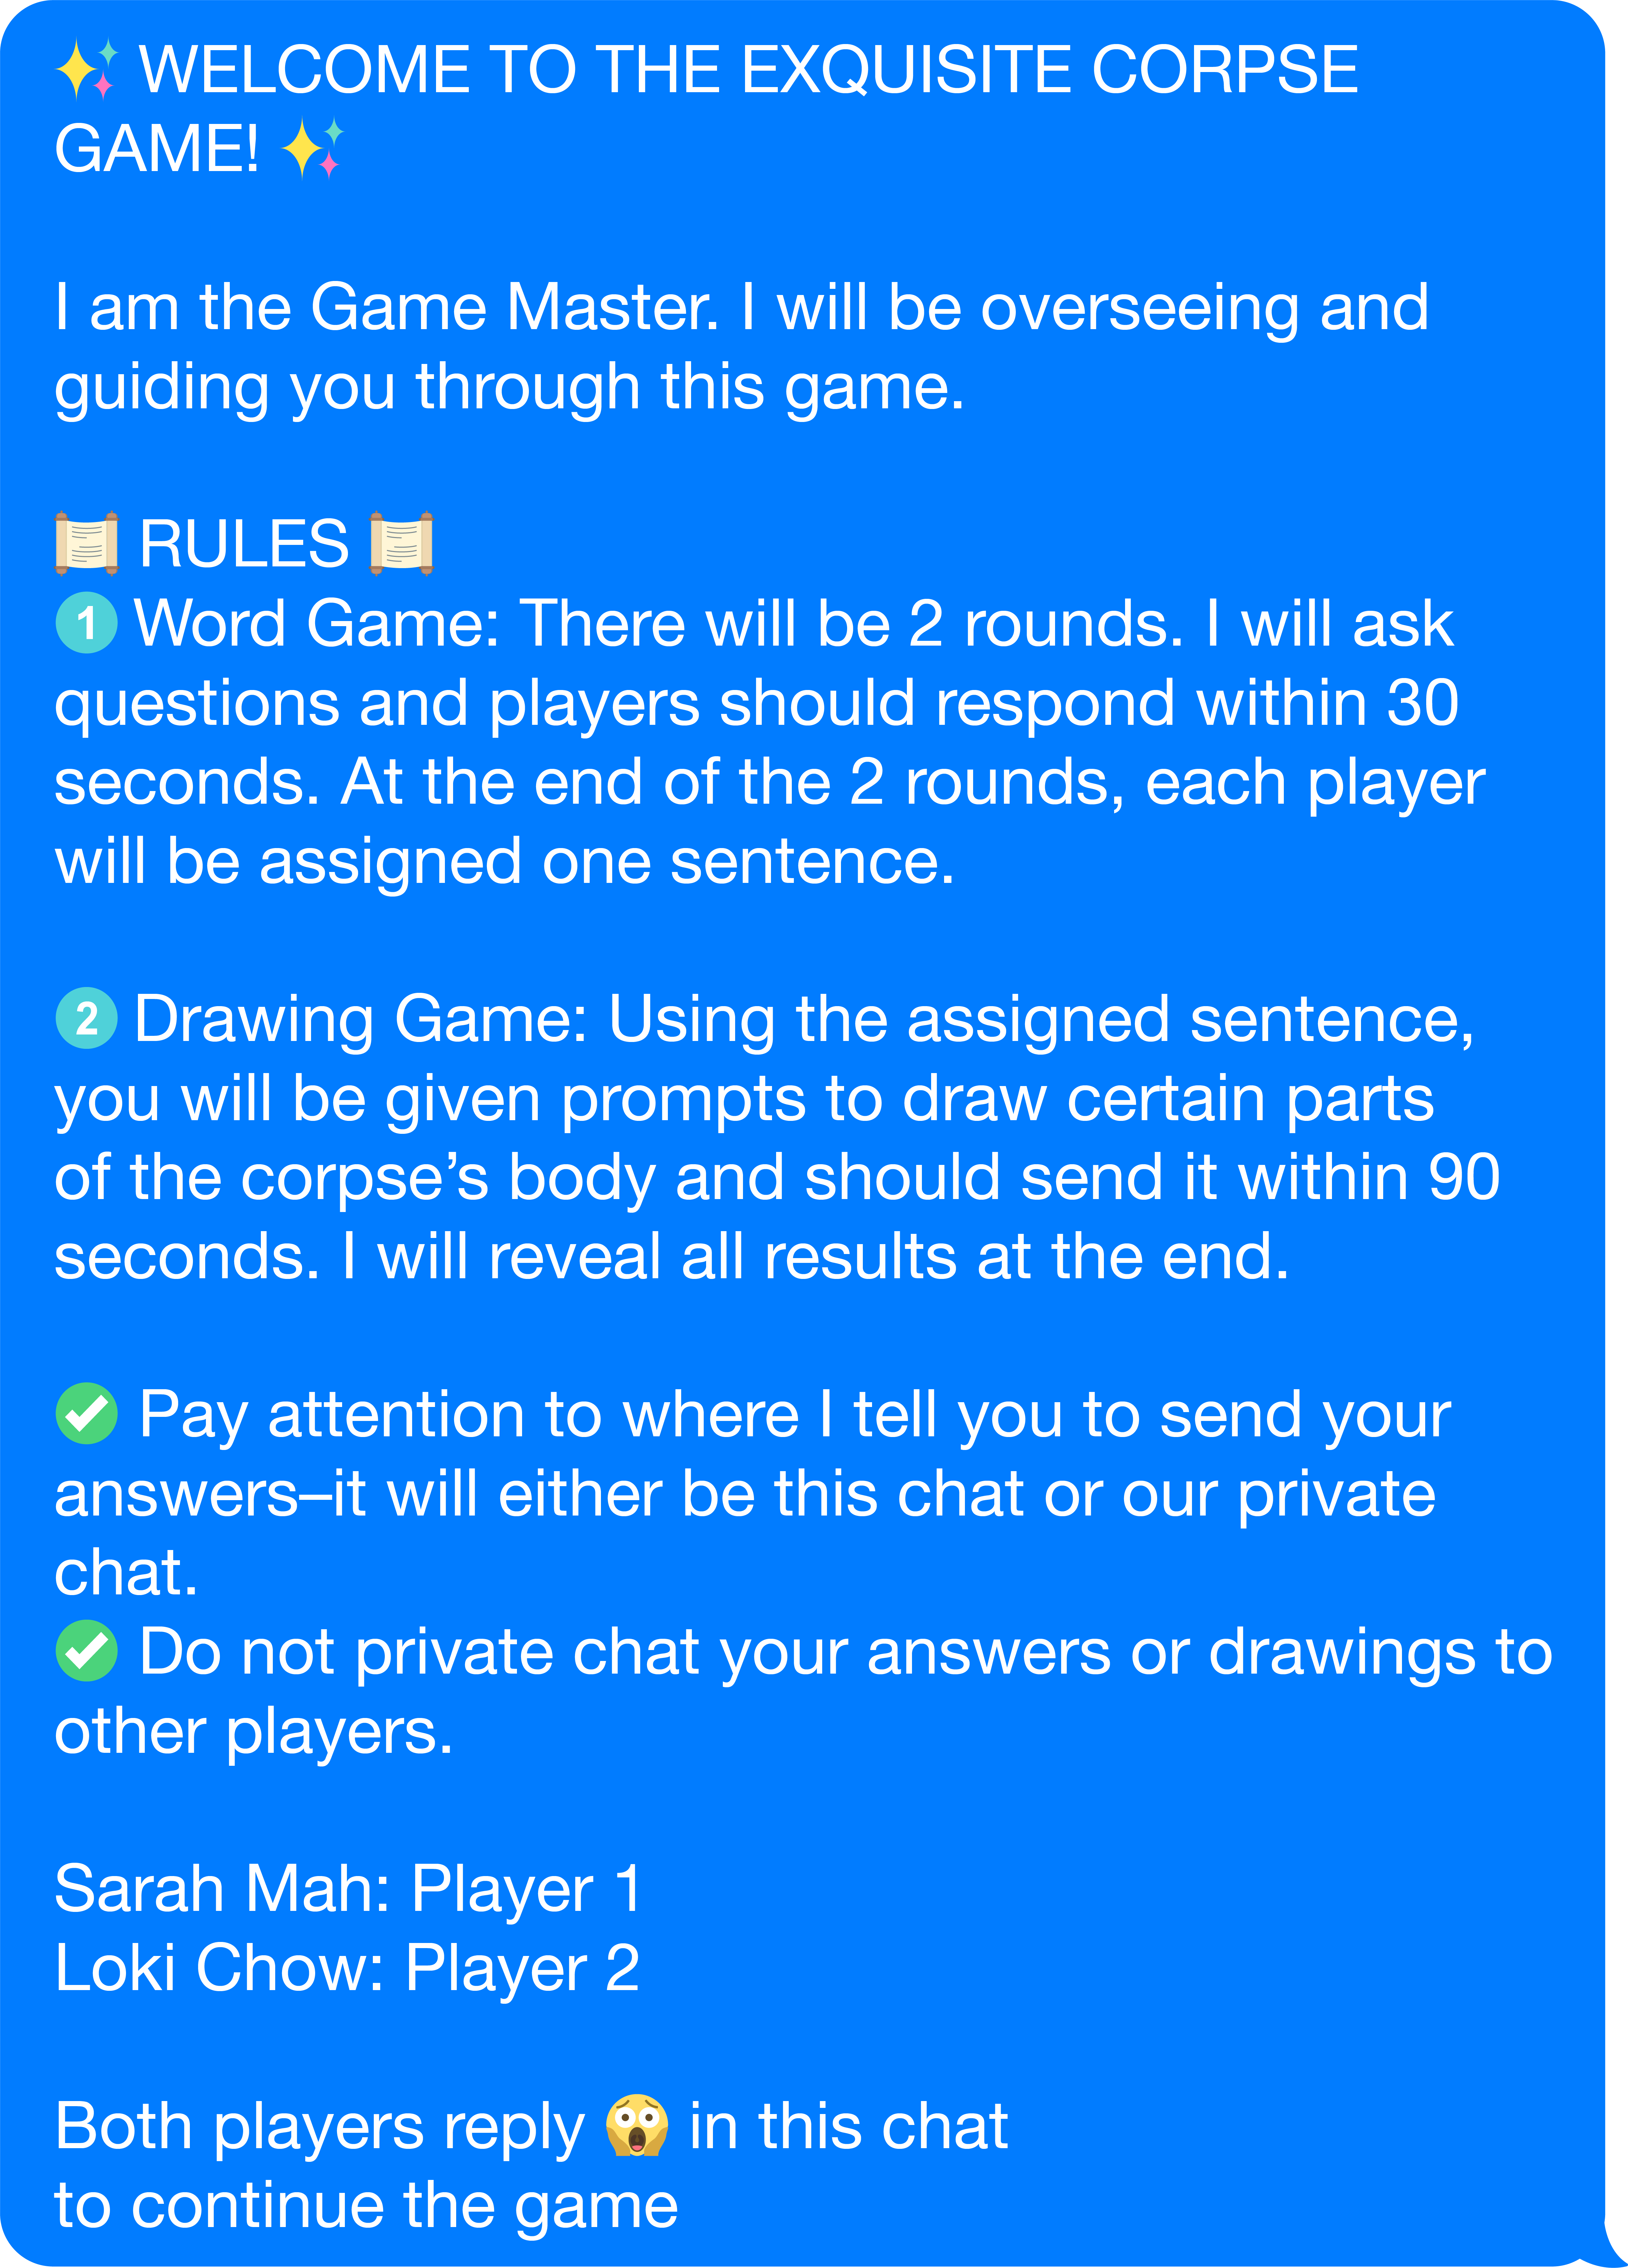 ✨ WELCOME TO THE EXQUISITE CORPSE
GAME! ✨
I am the Game Master. I will be overseeing and
guiding you through this game.
📜 RULES 📜
1 Word Game: There will be 2 rounds. I will ask
questions and players should respond within 30
seconds. At the end of the 2 rounds, each player
will be assigned one sentence.
2 Drawing Game: Using the assigned sentence,
you will be given prompts to draw certain parts
of the corpse’s body and should send it within 90
seconds. I will reveal all results at the end.
✅ Pay attention to where I tell you to send your
answers–it will either be this chat or our private
chat.
✅ Do not private chat your answers or drawings to
other players.
Sarah Mah: Player 1
Loki Chow: Player 2
Both players reply 😱 in this chat
to continue the game